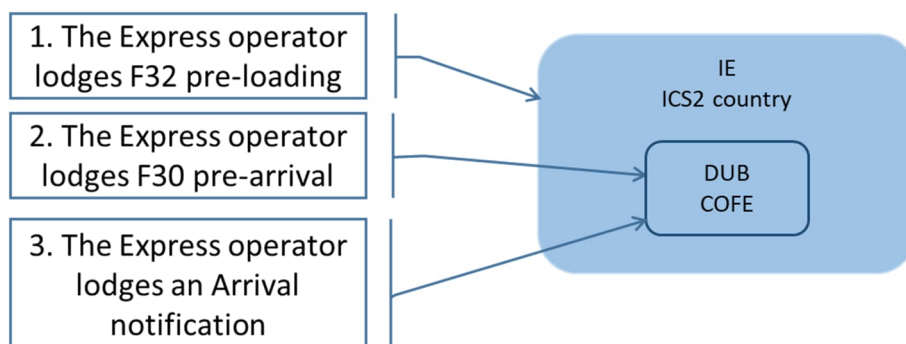 1. The Express operator
lodges F32 pre-loading
2. The Express operator
lodges F30 pre-arrival
3. The Express operator
lodges an Arrival
notification
IE
ICS2 country
DUB
COFE